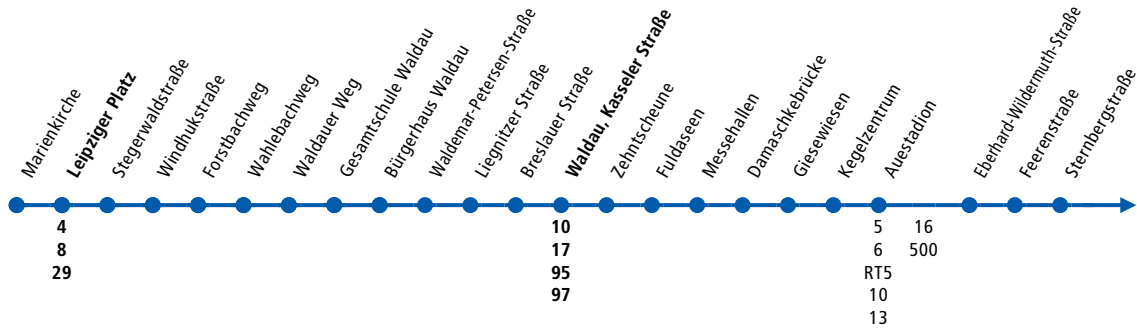 Marienkirche
Leipziger Platz
Stegerwaldstraße
Windhukstraße
Forstbachweg
Wahlebachweg
Waldauer Weg
Gesamtschule Waldau
Bürgerhaus Waldau
Waldemar-Petersen-Straße
Liegnitzer Straße
Breslauer Straße
Waldau, Kasseler Straße
Zehntscheune
Fuldaseen
Messehallen
Damaschkebrücke
Giesewiesen
Kegelzentrum
Auestadion
Eberhard-Wildermuth-Straße
Feerenstraße
Sternbergstraße
4 10 5 16
8 17 6 500
29 95 RT5
97 10
13